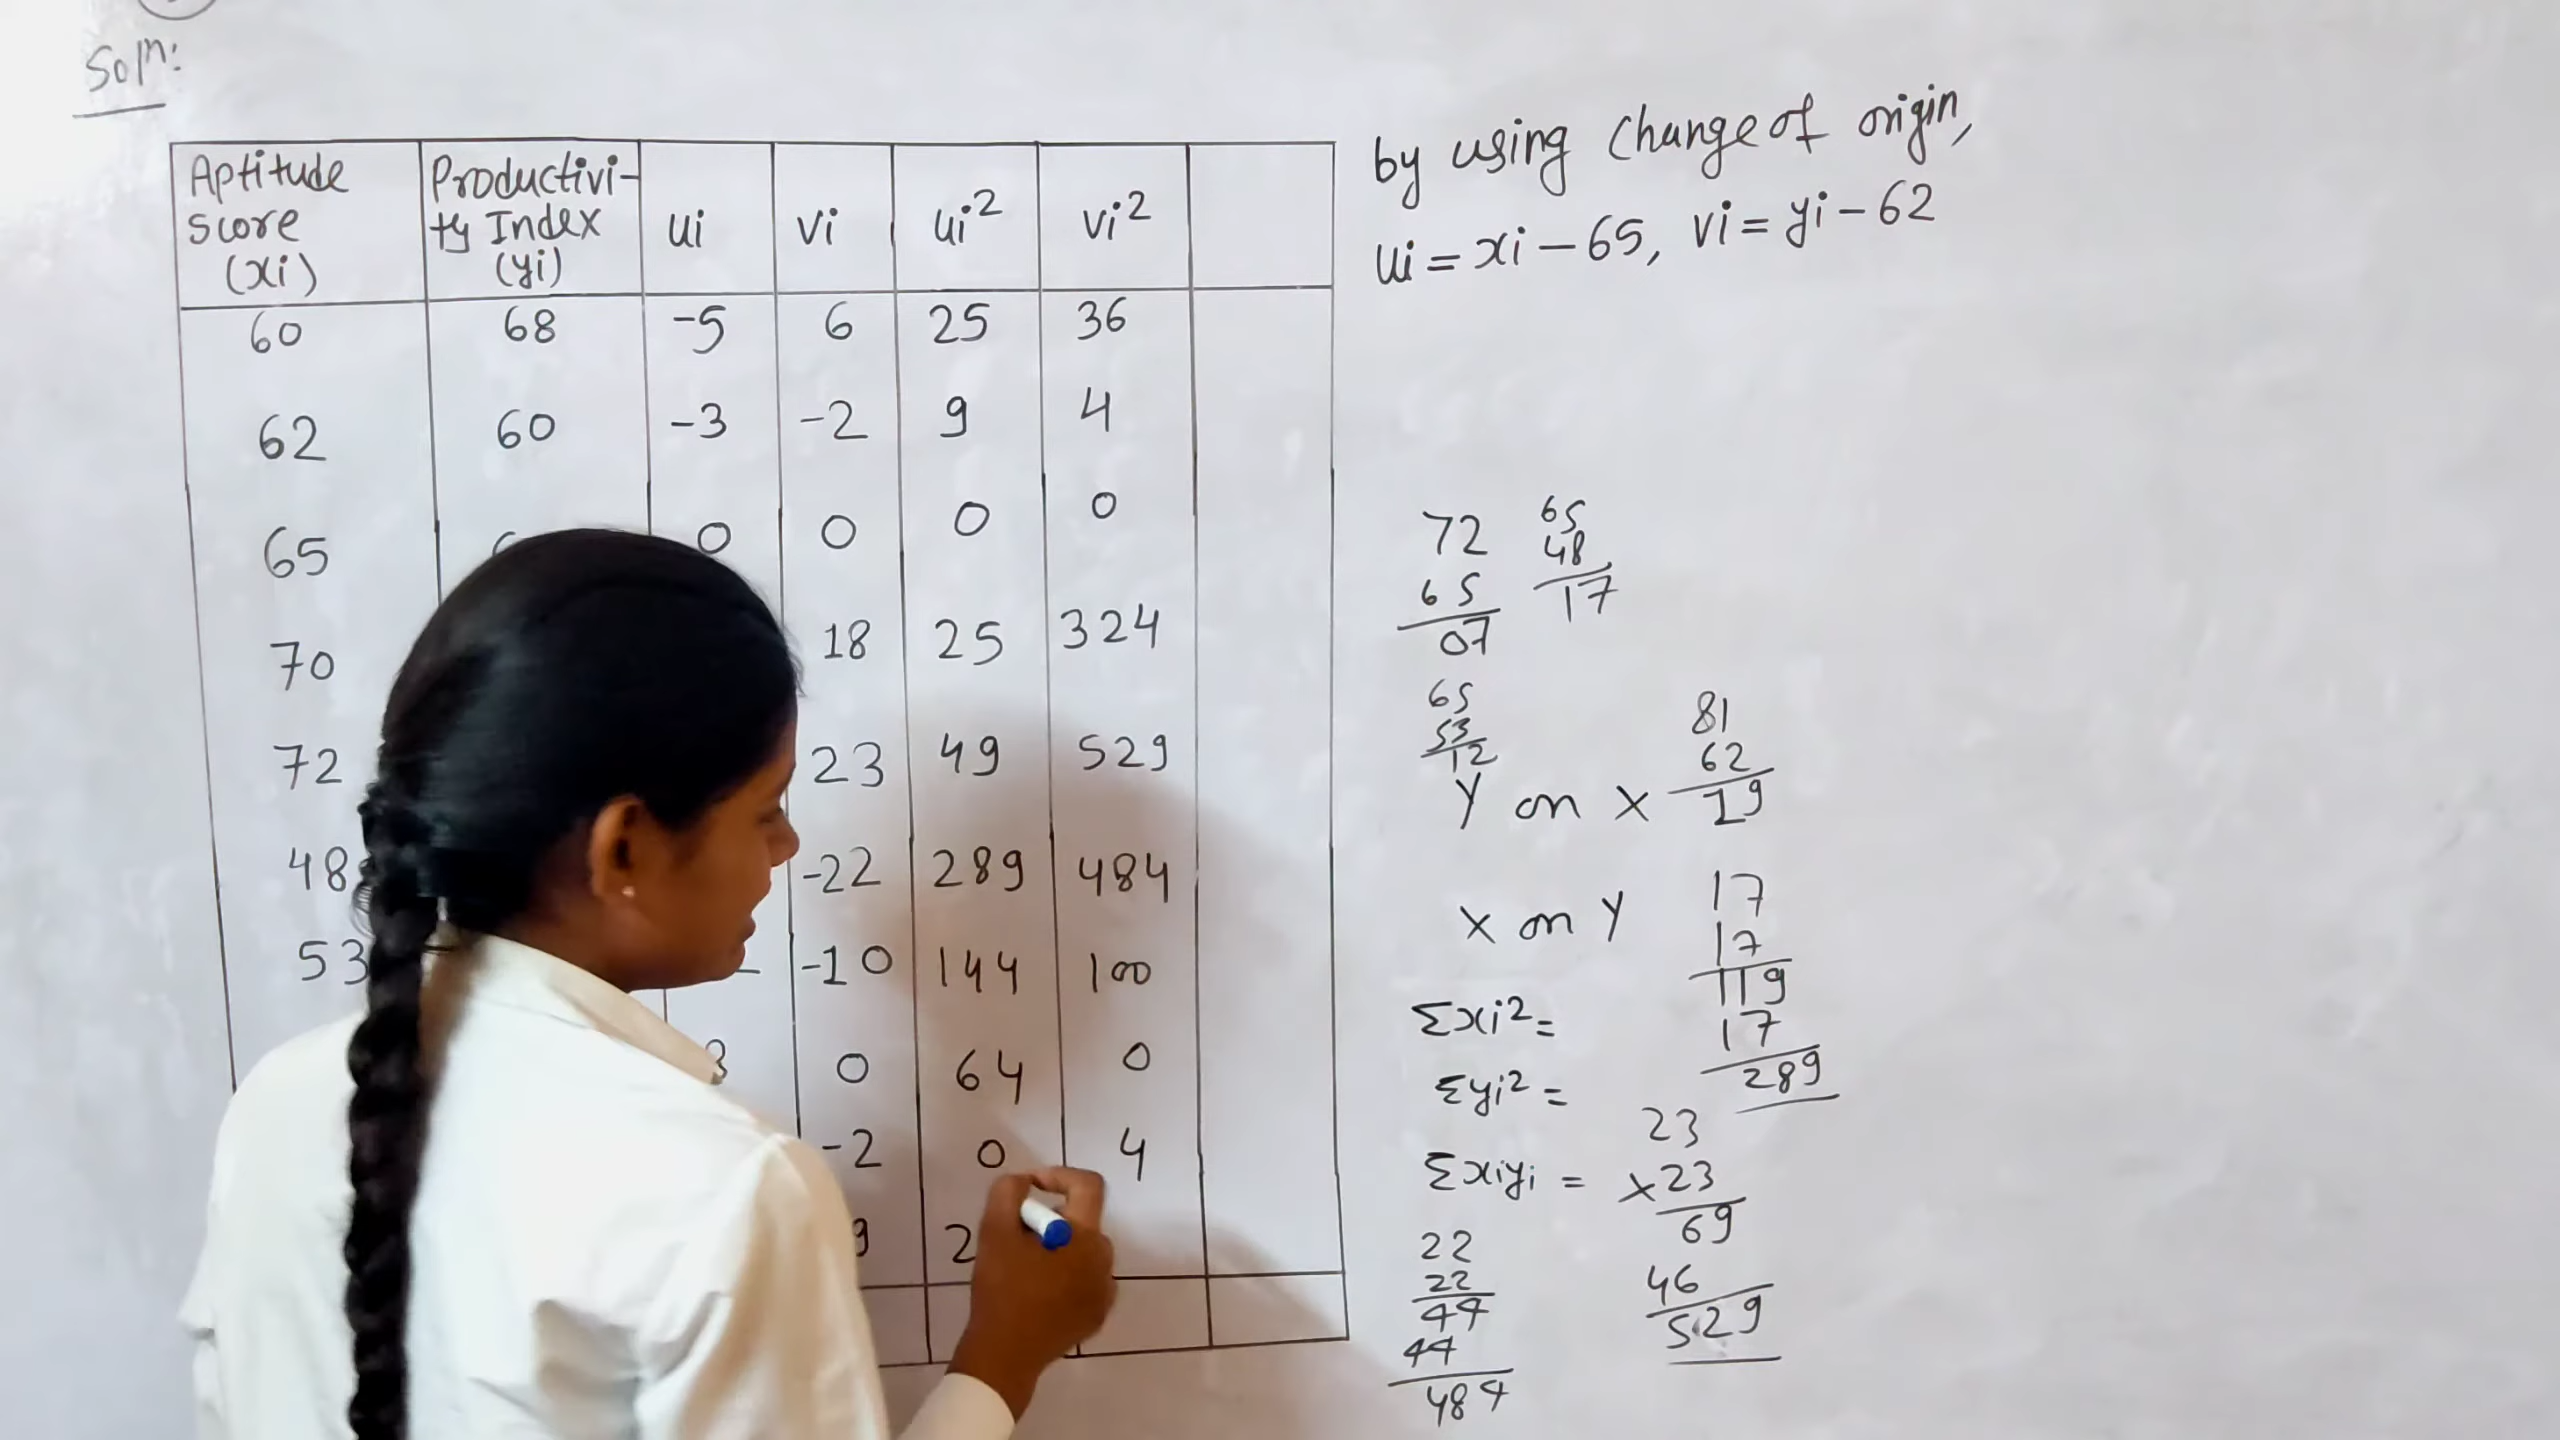 Soln:
Aptitude score (xi) Productivi-ty Index (yi) ui vi ui² vi²
60 68 -5 6 25 36
62 60 -3 -2 9 4
65 0 0 0 0
70 18 25 324
72 23 49 529
48 -22 289 484
53 -10 144 100
0 64 0
-2 0 4
2
by using change of origin,
ui = xi - 65, vi = yi - 62
72
65
07
65
48
17
65
53
12
81
62
19
Y on X
X on Y
17
17
119
17
289
Σxi² =
Σyi² =
Σxiyi =
23
×23
69
46
529
22
22
44
44
484